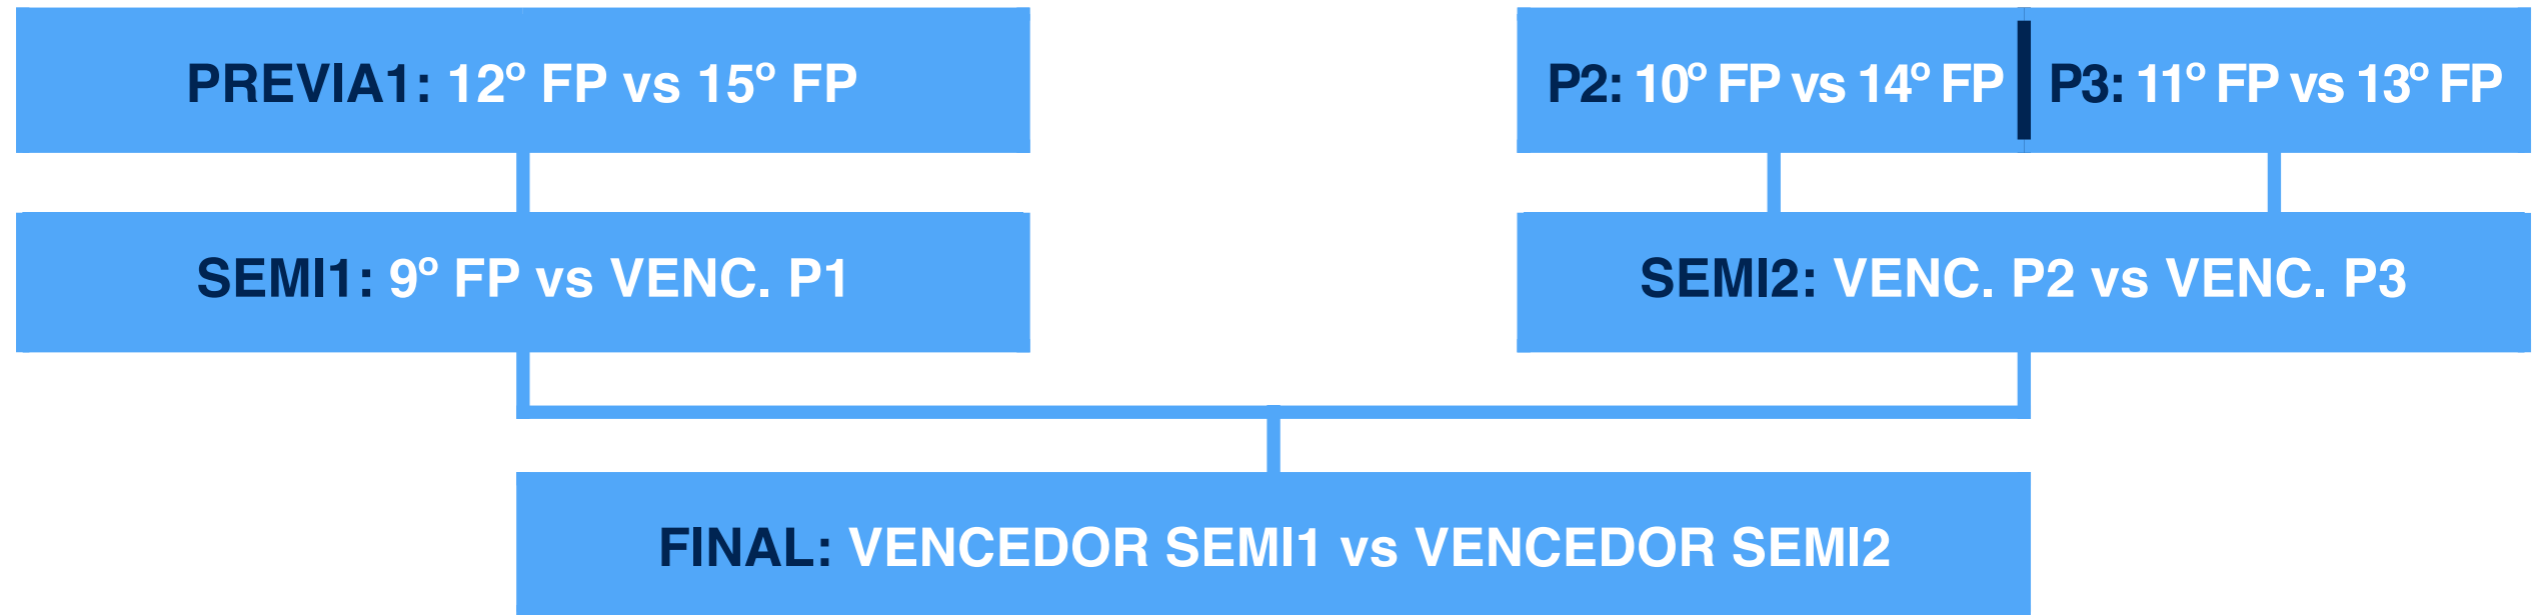 PREVIA1: 12º FP vs 15º FP
P2: 10º FP vs 14º FP
P3: 11º FP vs 13º FP
SEMI1: 9º FP vs VENC. P1
SEMI2: VENC. P2 vs VENC. P3
FINAL: VENCEDOR SEMI1 vs VENCEDOR SEMI2